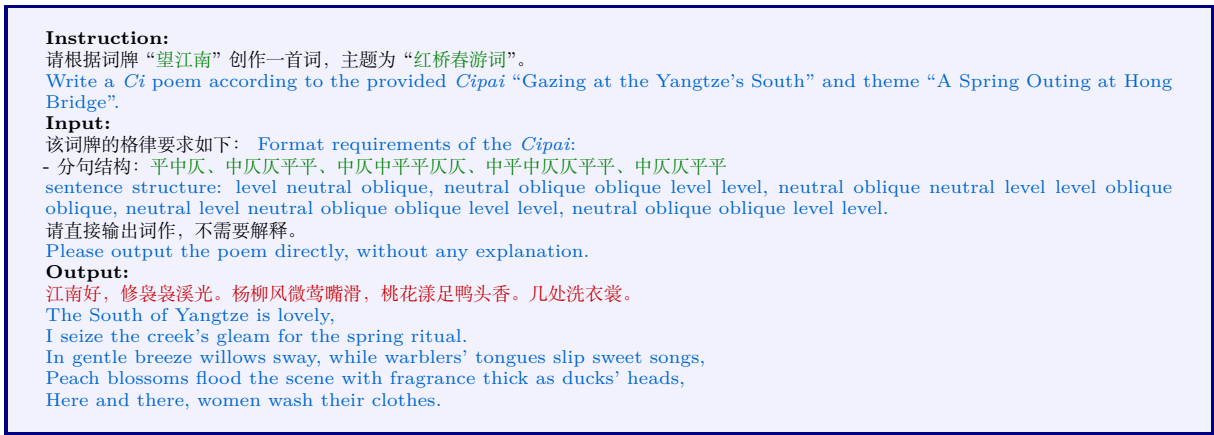 Instruction:
请根据词牌 “望江南” 创作一首词，主题为 “红桥春游词”。
Write a Ci poem according to the provided Cipai “Gazing at the Yangtze's South” and theme “A Spring Outing at Hong
Bridge”.
Input:
该词牌的格律要求如下： Format requirements of the Cipai:
- 分句结构：平中仄、中仄仄平平、中仄中平平仄仄、中平中仄仄平平、中仄仄平平
sentence structure: level neutral oblique, neutral oblique oblique level level, neutral oblique neutral level level oblique
oblique, neutral level neutral oblique oblique level level, neutral oblique oblique level level.
请直接输出词作，不需要解释。
Please output the poem directly, without any explanation.
Output:
江南好，修袅袅溪光。杨柳风微莺嘴滑，桃花漾足鸭头香。几处洗衣裳。
The South of Yangtze is lovely,
I seize the creek's gleam for the spring ritual.
In gentle breeze willows sway, while warblers' tongues slip sweet songs,
Peach blossoms flood the scene with fragrance thick as ducks' heads,
Here and there, women wash their clothes.